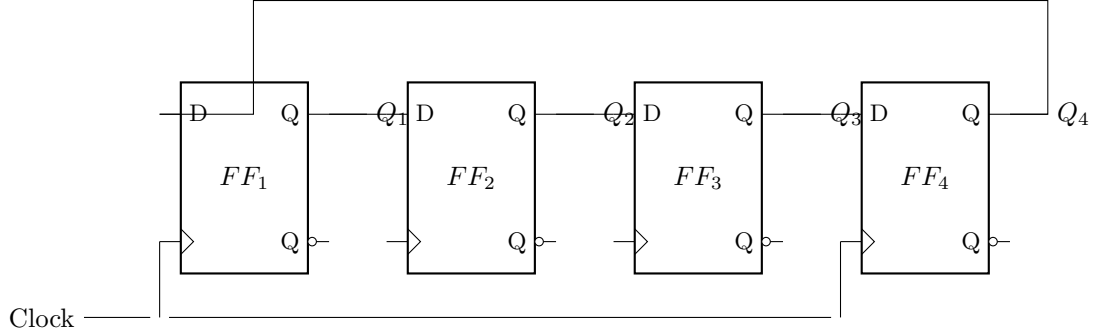 D Q Q₁ D Q Q₂ D Q Q₃ D Q Q₄
FF₁ FF₂ FF₃ FF₄
Q Q Q Q
Clock